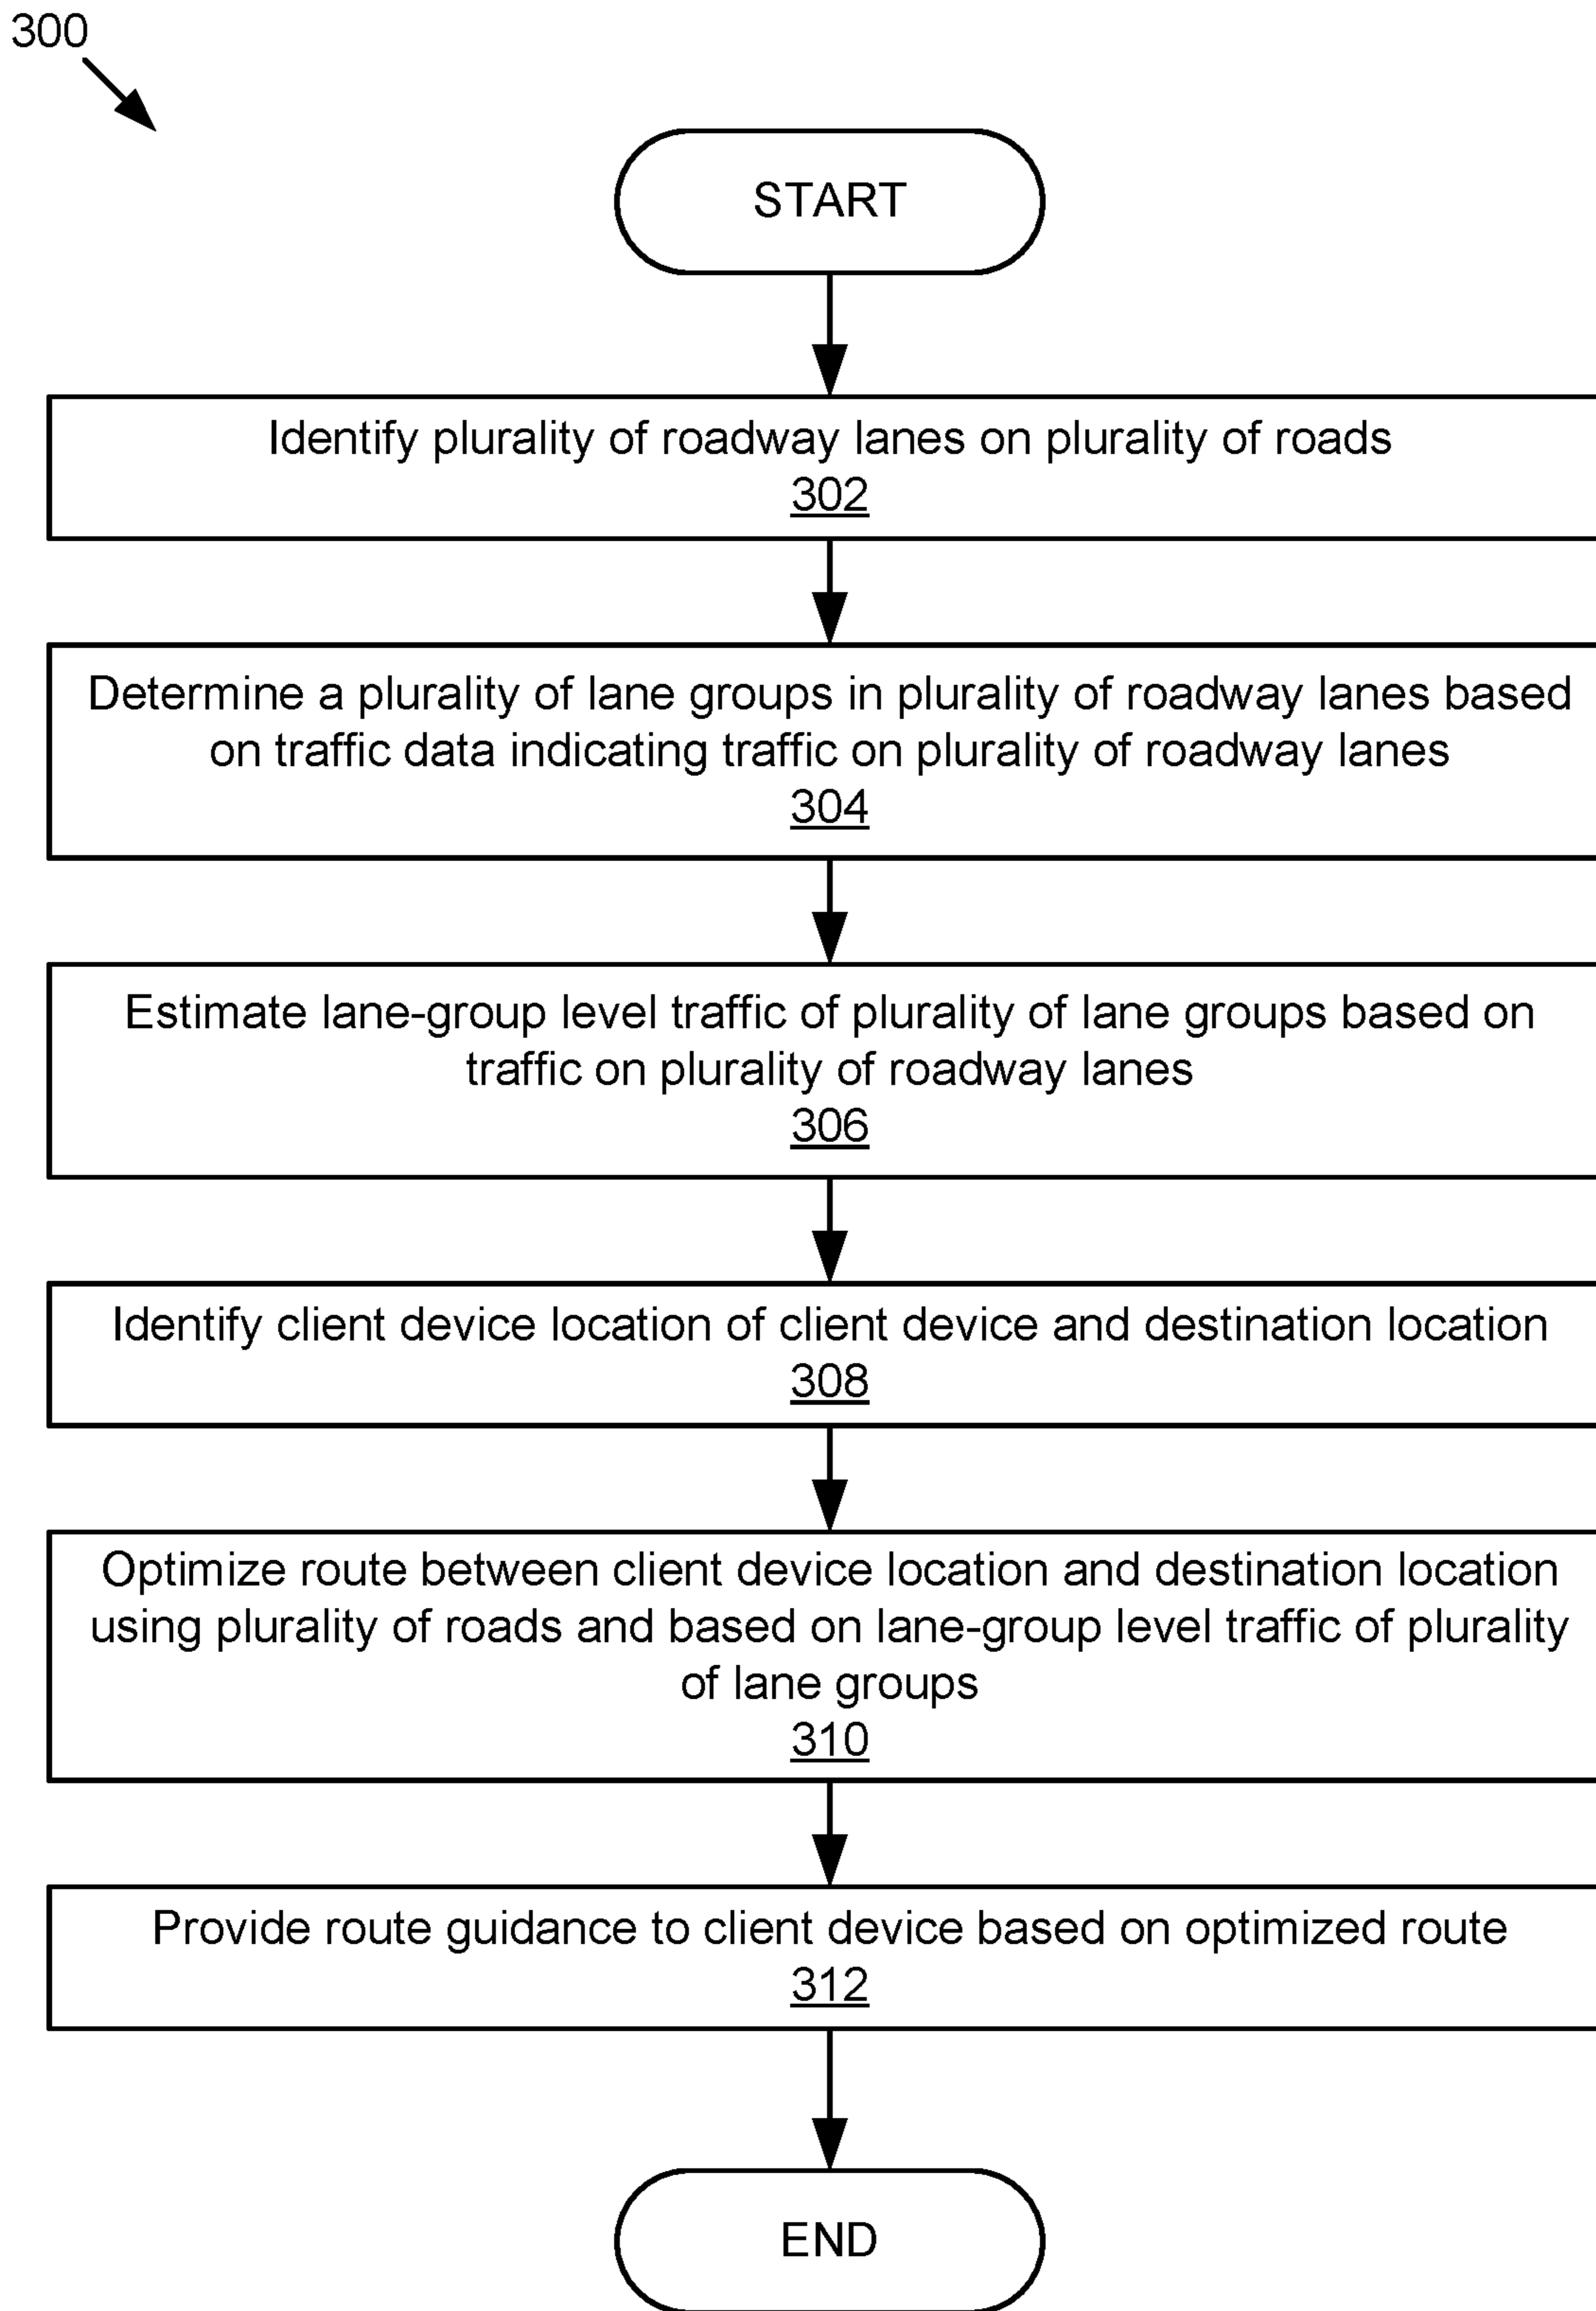 300
START
Identify plurality of roadway lanes on plurality of roads
302
Determine a plurality of lane groups in plurality of roadway lanes based
on traffic data indicating traffic on plurality of roadway lanes
304
Estimate lane-group level traffic of plurality of lane groups based on
traffic on plurality of roadway lanes
306
Identify client device location of client device and destination location
308
Optimize route between client device location and destination location
using plurality of roads and based on lane-group level traffic of plurality
of lane groups
310
Provide route guidance to client device based on optimized route
312
END